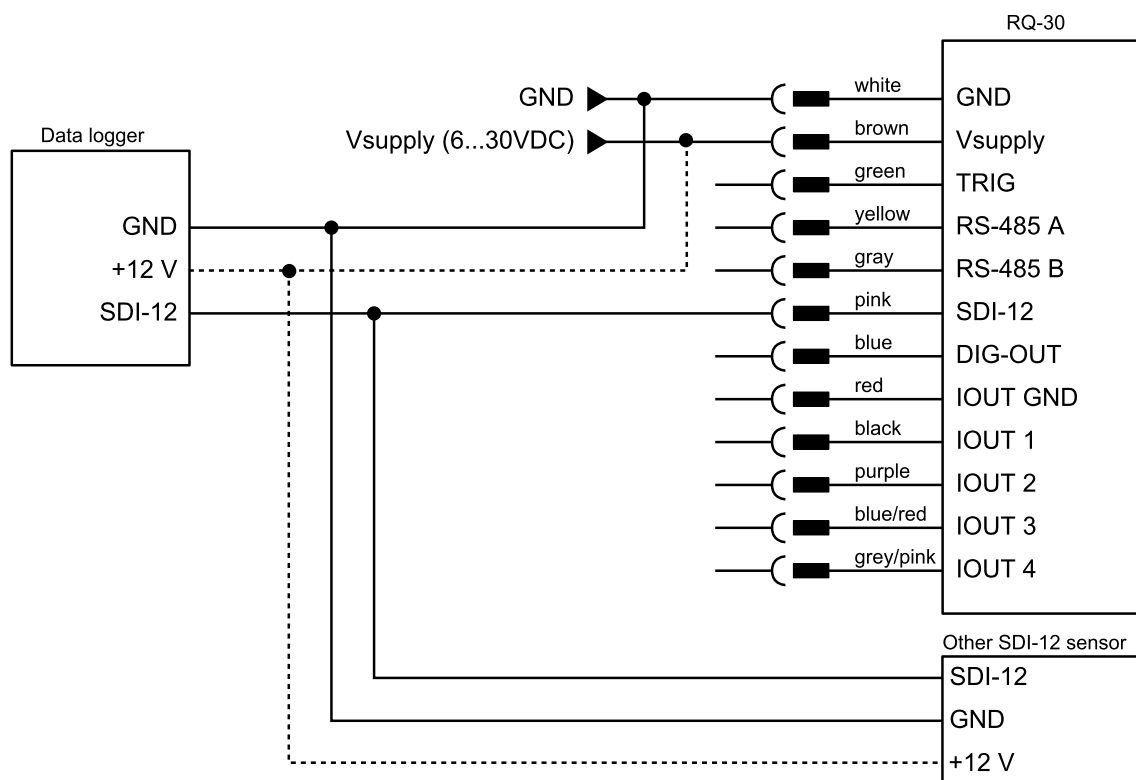 RQ-30
GND
white
GND
Vsupply (6...30VDC)
brown
Vsupply
green
TRIG
yellow
RS-485 A
gray
RS-485 B
pink
SDI-12
blue
DIG-OUT
red
IOUT GND
black
IOUT 1
purple
IOUT 2
blue/red
IOUT 3
grey/pink
IOUT 4
Data logger
GND
+12 V
SDI-12
Other SDI-12 sensor
SDI-12
GND
+12 V